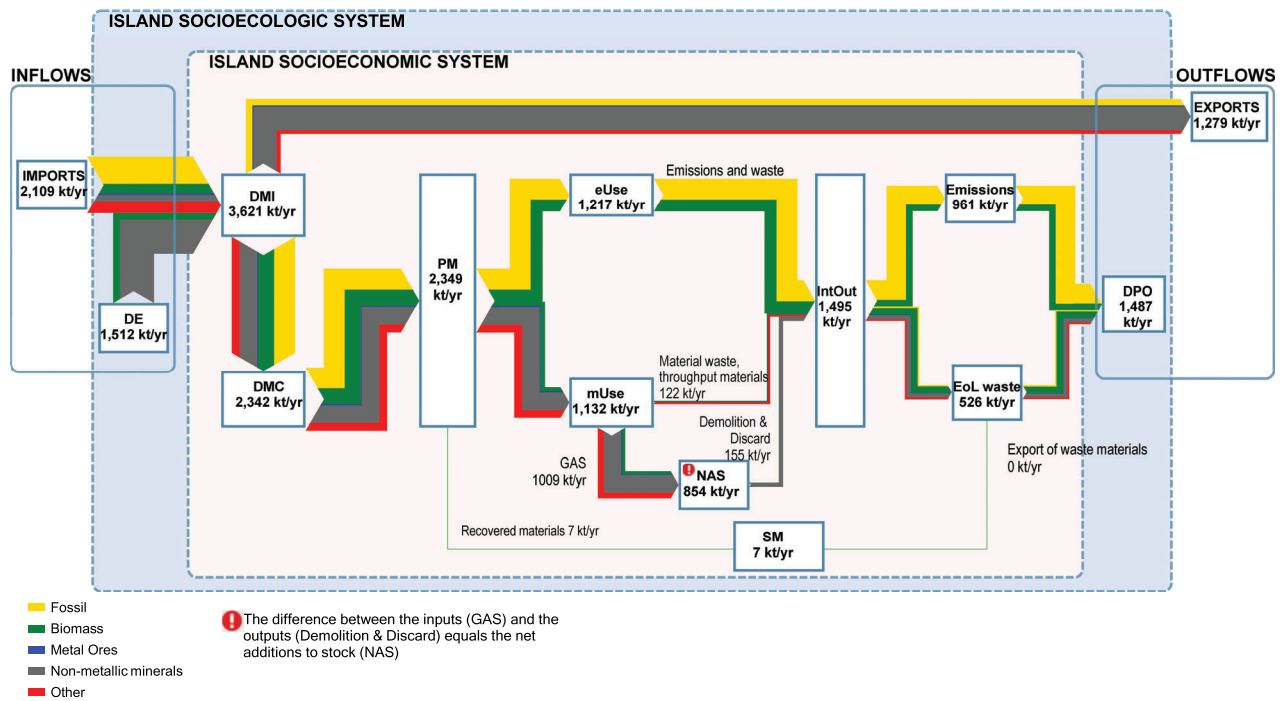 ISLAND SOCIOECOLOGIC SYSTEM
ISLAND SOCIOECONOMIC SYSTEM
INFLOWS
OUTFLOWS
EXPORTS
1,279 kt/yr
IMPORTS
2,109 kt/yr
DMI
3,621 kt/yr
DE
1,512 kt/yr
DMC
2,342 kt/yr
PM
2,349
kt/yr
eUse
1,217 kt/yr
Emissions and waste
mUse
1,132 kt/yr
Material waste,
throughput materials
122 kt/yr
Demolition &
Discard
155 kt/yr
GAS
1009 kt/yr
NAS
854 kt/yr
IntOut
1,495
kt/yr
Emissions
961 kt/yr
EoL waste
526 kt/yr
DPO
1,487
kt/yr
Export of waste materials
0 kt/yr
Recovered materials 7 kt/yr
SM
7 kt/yr
Fossil
Biomass
Metal Ores
Non-metallic minerals
Other
The difference between the inputs (GAS) and the
outputs (Demolition & Discard) equals the net
additions to stock (NAS)